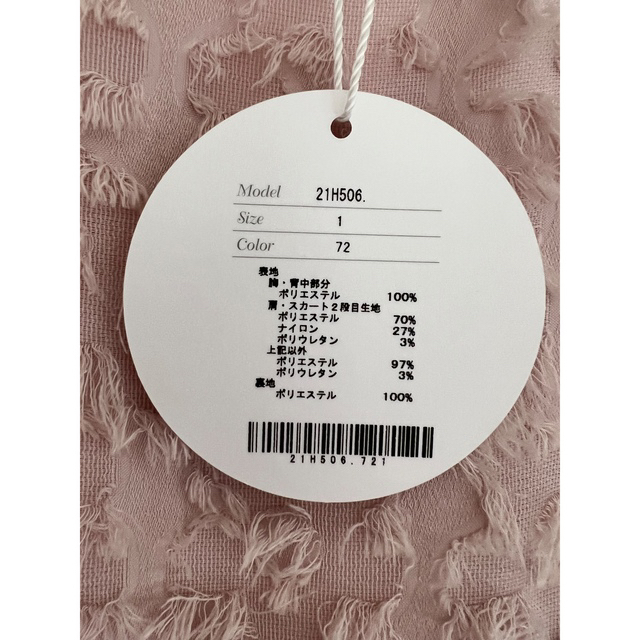 Model 21H506.
Size 1
Color 72
表地
胸・背中部分
ポリエステル 100%
肩・スカート2段目生地
ポリエステル 70%
ナイロン 27%
ポリウレタン 3%
上記以外
ポリエステル 97%
ポリウレタン 3%
裏地
ポリエステル 100%
21H506.721